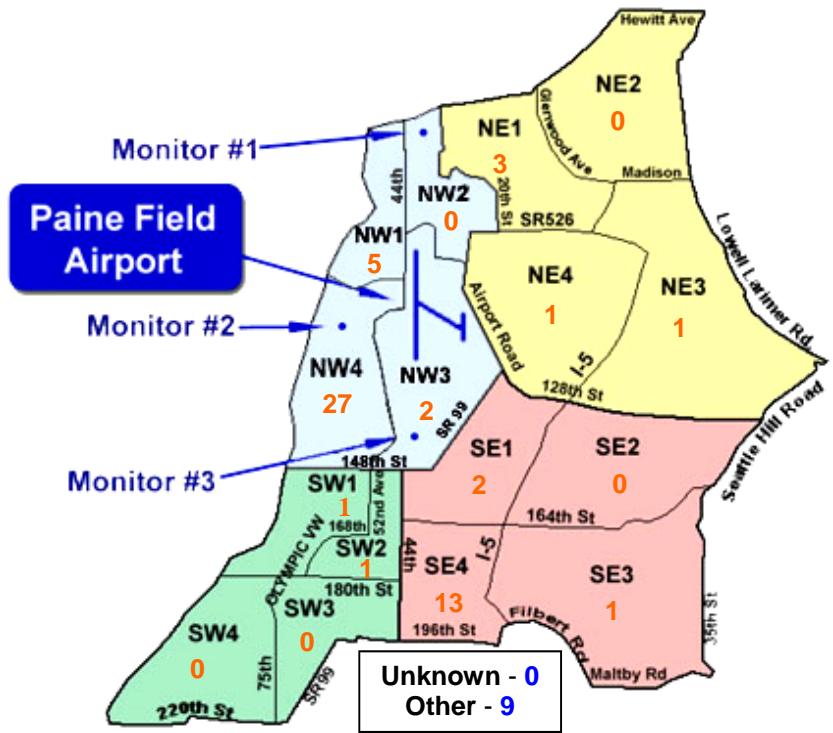 Hewitt Ave
NE2
0
Glenwood Ave
Madison
NE1
3
20th St
SR526
Monitor #1
44th
NW2
0
Paine Field
Airport
NW1
5
NE4
1
NE3
1
Lowell Larimer Rd.
Airport Road
I-5
128th St
Monitor #2
NW4
27
NW3
2
SR 99
Seattle Hill Road
Monitor #3
148th St
SE1
2
SE2
0
SW1
1
52nd Ave
168th
164th St
OLYMPIC VW
SW2
1
44th
I-5
SE4
13
SE3
1
35th St
180th St
SW3
0
SW4
0
196th St
Filbert Rd
75th
SR99
Maltby Rd
220th St
Unknown - 0
Other - 9